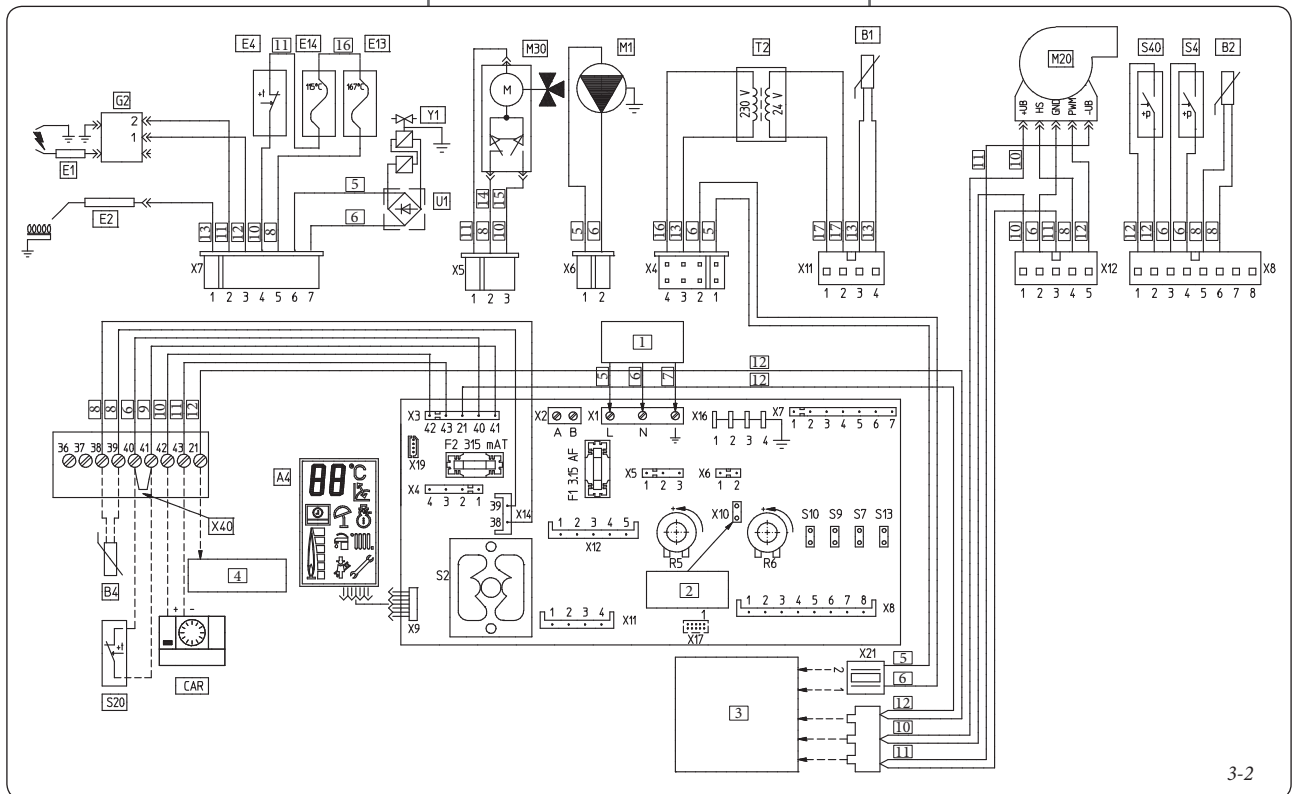 E4 11 E14 16 E13 M30 M1 T2 B1 M20 S40 S4 B2
+t 115°C 167°C M 230 V 24 V +p +p
+UB HS GND PWM -UB
G2 2 1 Y1
E1 E2 5 6 U1
13 11 12 10 8
X7 1 2 3 4 5 6 7
11 14 8 15 10
X5 1 2 3
5 6
X6 1 2
16 13 6 5
X4 4 3 2 1
17 17 13 13
X11 1 2 3 4
11 10
10 6 11 8 12
X12 1 2 3 4 5
12 12 6 6 8 8
X8 1 2 3 4 5 6 7 8
1
5 6 7
12
12
8 8 6 9 10 11 12
36 37 38 39 40 41 42 43 21
X40
B4
4
+ -
+t
S20
CAR
A4 88 °C
X3 42 43 21 40 41
X2 A B
X1 L N
X16 1 2 3 4
X7 1 2 3 4 5 6 7
X19
F2 315 mAT
F1 3.15 AF
X4 4 3 2 1
39 38 X14
X5 1 2 3
X6 1 2
X10
S10 S9 S7 S13
1 2 3 4 5
X12
+ R5
+ R6
S2
2
1 2 3 4 X11
1 X17
1 2 3 4 5 6 7 8 X8
X9
X21
2 1
5
6
3
12
10
11
3-2